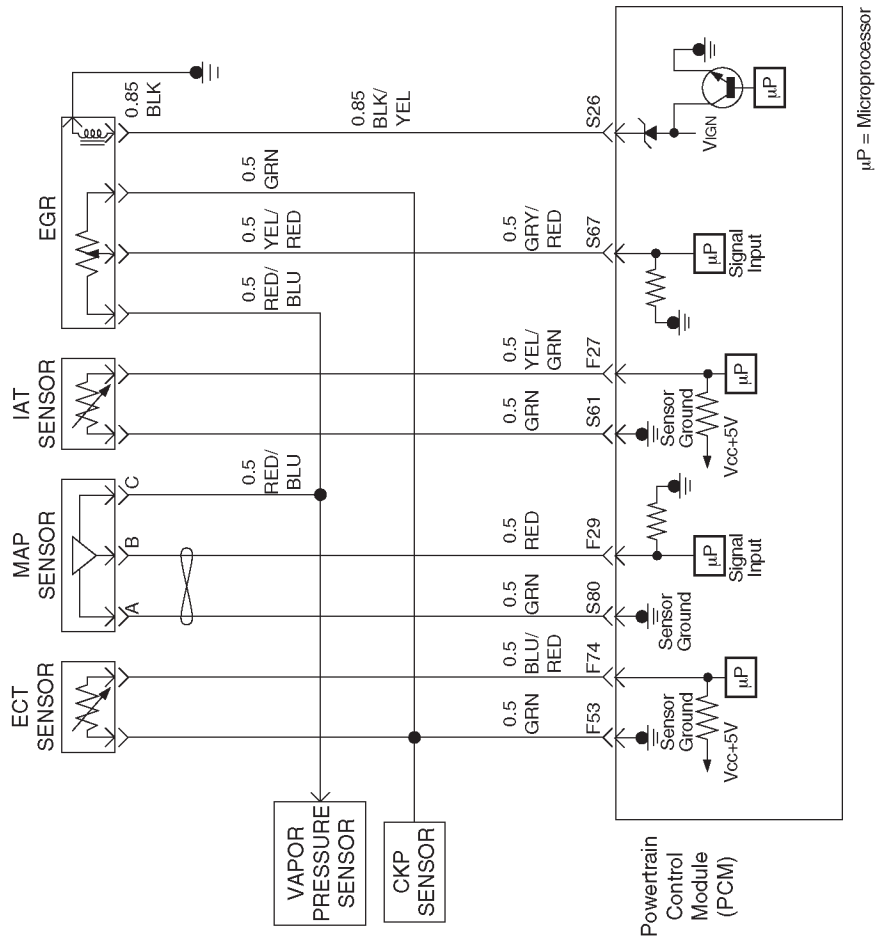 ECT
SENSOR
MAP
SENSOR
IAT
SENSOR
EGR
A
B
C
0.85
BLK
0.5
RED/
BLU
0.5
RED/
BLU
0.5
YEL/
RED
0.5
GRN
0.85
BLK/
YEL
VAPOR
PRESSURE
SENSOR
CKP
SENSOR
0.5
GRN
0.5
BLU/
RED
0.5
GRN
0.5
RED
0.5
GRN
0.5
YEL/
GRN
0.5
GRY/
RED
F53
F74
S80
F29
S61
F27
S67
S26
Powertrain
Control
Module
(PCM)
Sensor
Ground
Vcc+5V
µP
Sensor
Ground
µP
Signal
Input
Sensor
Ground
Vcc+5V
µP
µP
Signal
Input
VIGN
µP
µP = Microprocessor